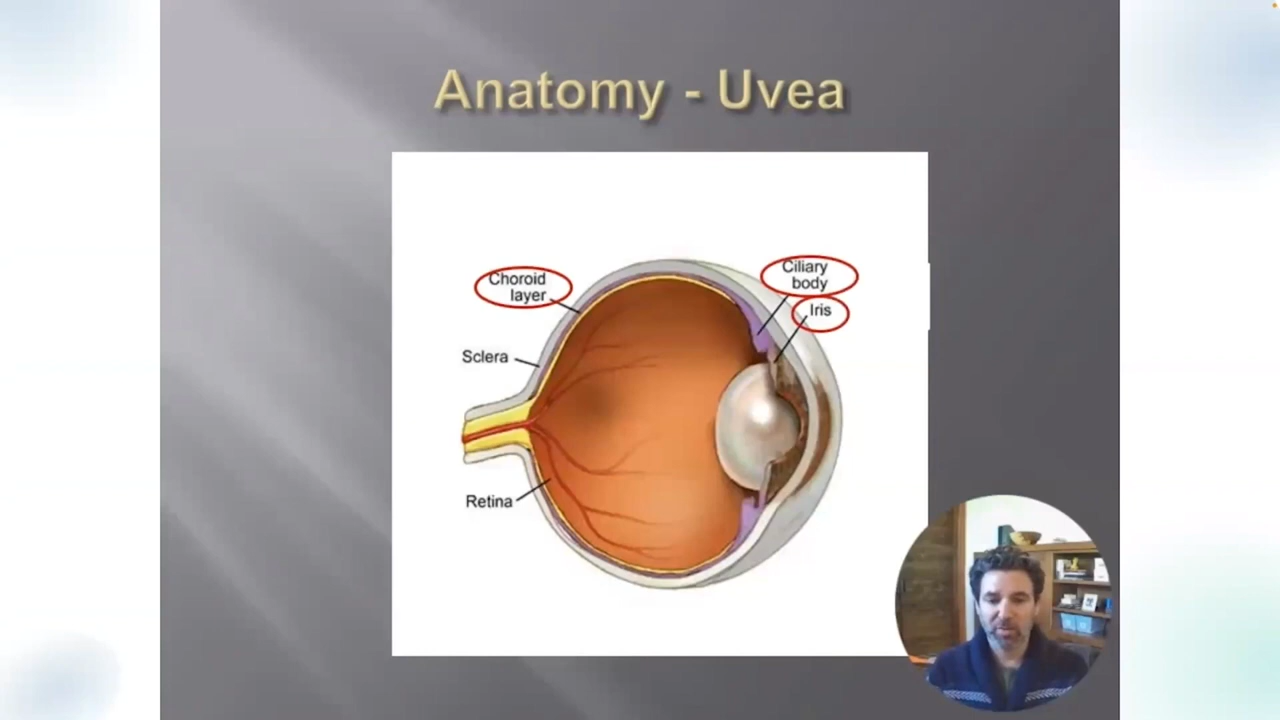 Anatomy - Uvea
Choroid
layer
Ciliary
body
Iris
Sclera
Retina